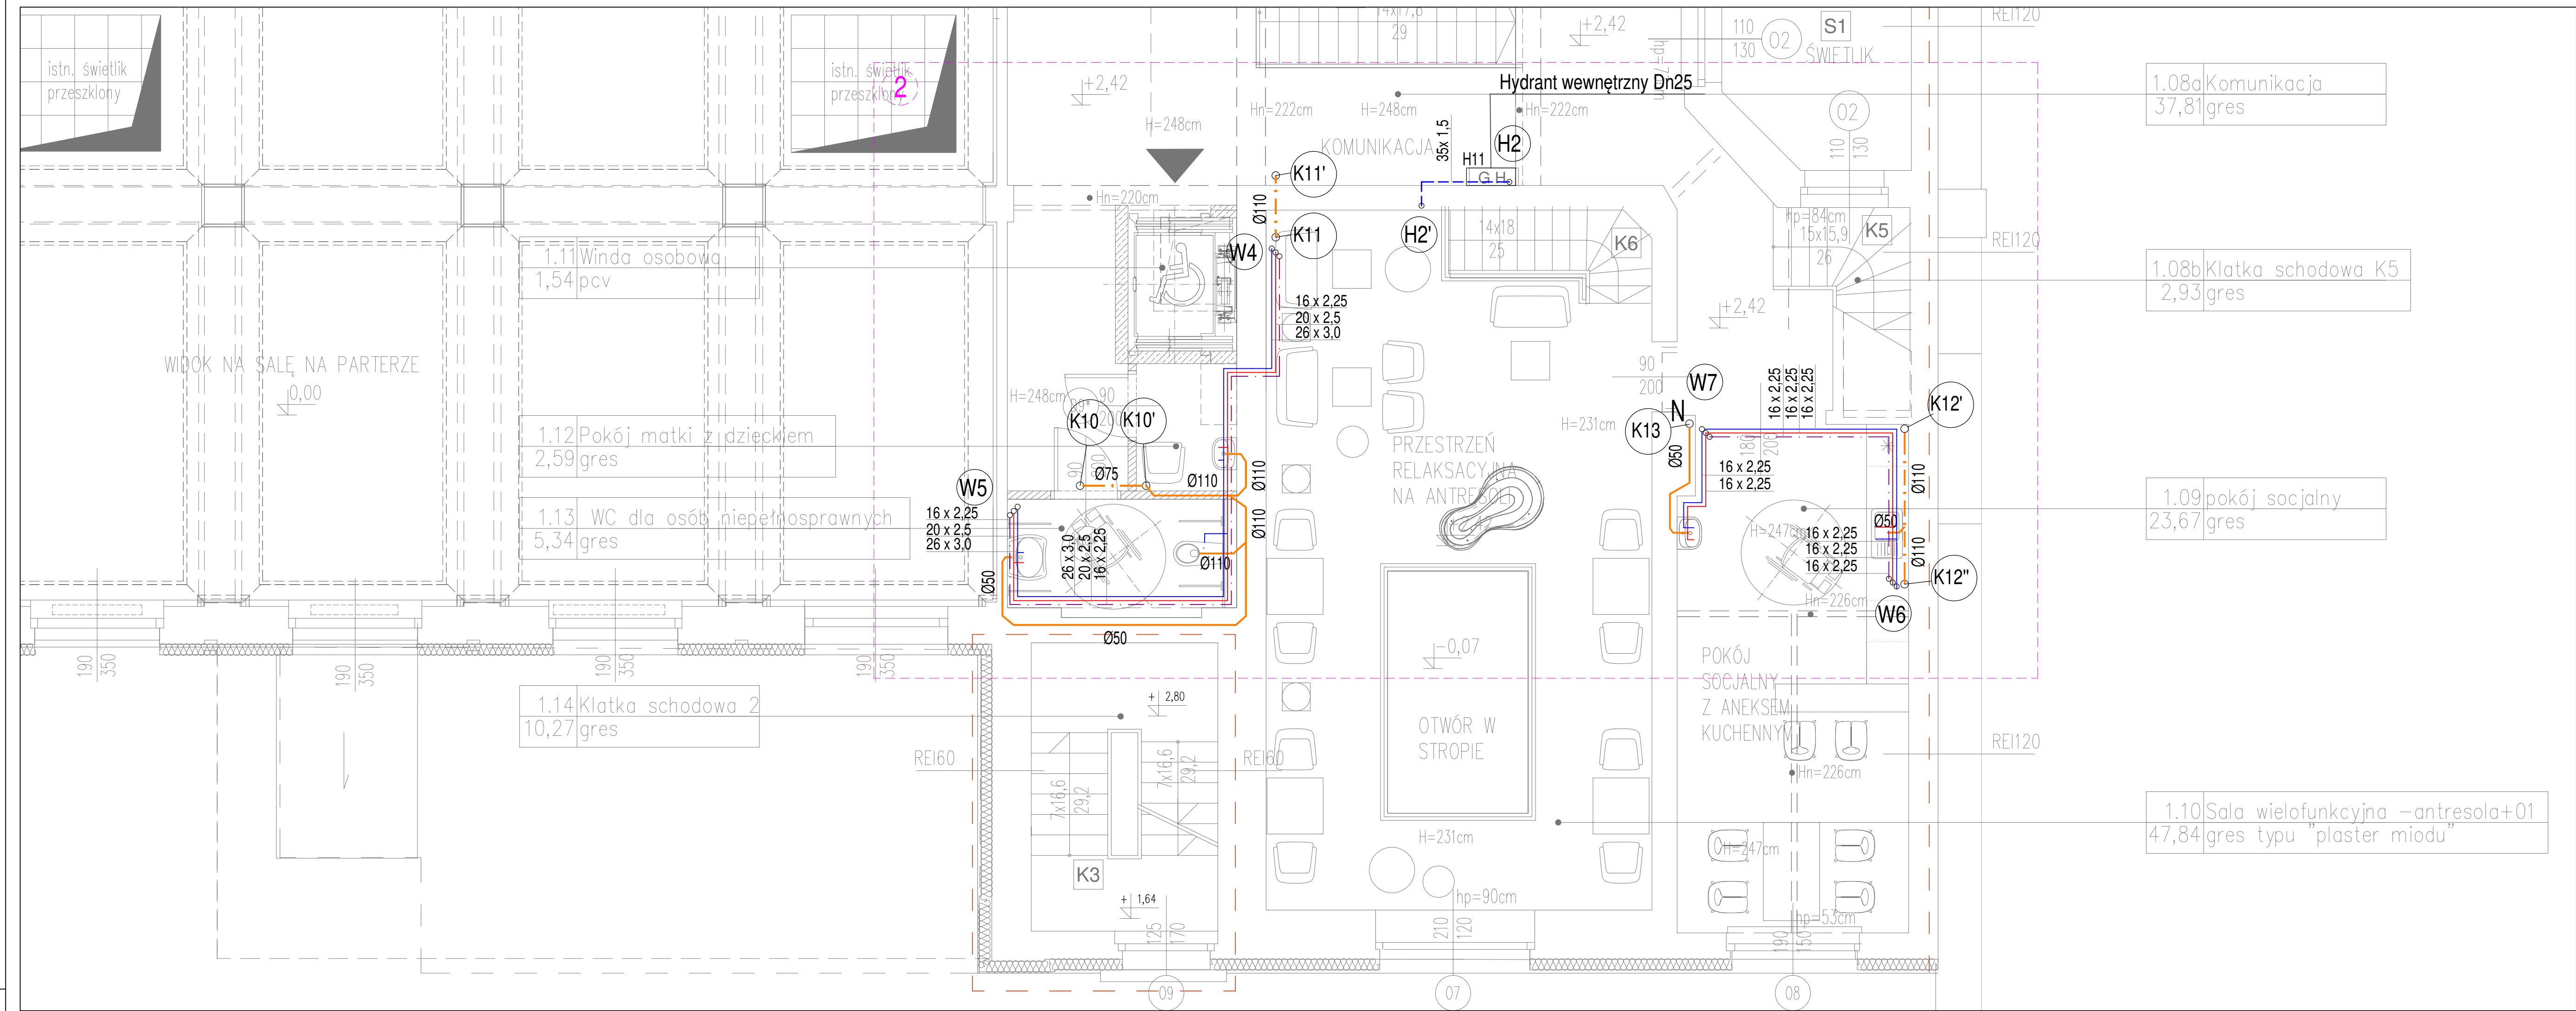 istn. świetlik
przeszklony
istn. świetlik
przeszklony
2
+2,42
H=248cm
Hn=220cm
14x17,8
29
Hn=222cm
H=248cm
Hydrant wewnętrzny Dn25
Hn=222cm
KOMUNIKACJA
35x 1,5
H2
H11
G H
H2'
+2,42
110
130
02
S1
ŚWIETLIK
REI120
02
110
130
1.08a Komunikacja
37,81 gres
K11'
Ø110
K11
W4
14x18
25
K6
hp=84cm
15x15,9
26
K5
REI120
1.11 Winda osobowa
1,54 pcv
1.08b Klatka schodowa K5
2,93 gres
16 x 2,25
20 x 2,5
26 x 3,0
+2,42
WIDOK NA SALĘ NA PARTERZE
0,00
H=248cm
90
200
90
200
W7
16 x 2,25
16 x 2,25
16 x 2,25
K12'
1.12 Pokój matki z dzieckiem
2,59 gres
K10
K10'
90
Ø75
Ø110
Ø110
PRZESTRZEŃ
RELAKSACYJNA
NA ANTRESOLI
H=231cm
N
K13
Ø50
180
200
16 x 2,25
16 x 2,25
Ø110
1.09 pokój socjalny
23,67 gres
W5
1.13 WC dla osób niepełnosprawnych
5,34 gres
16 x 2,25
20 x 2,5
26 x 3,0
26 x 3,0
20 x 2,5
16 x 2,25
Ø110
Ø110
Ø50
Ø50
H=247cm
16 x 2,25
16 x 2,25
16 x 2,25
Ø50
Ø110
K12"
Hn=226cm
W6
190
350
190
350
190
350
190
350
-0,07
POKÓJ
SOCJALNY
Z ANEKSEM
KUCHENNYM
1.14 Klatka schodowa 2
10,27 gres
+ 2,80
OTWÓR W
STROPIE
REI60
REI60
7x16,6
29,2
7x16,6
29,2
REI120
Hn=226cm
1.10 Sala wielofunkcyjna -antresola+01
47,84 gres typu "plaster miodu"
H=231cm
H=247cm
K3
+ 1,64
hp=90cm
hp=53cm
125
170
210
120
190
150
09
07
08